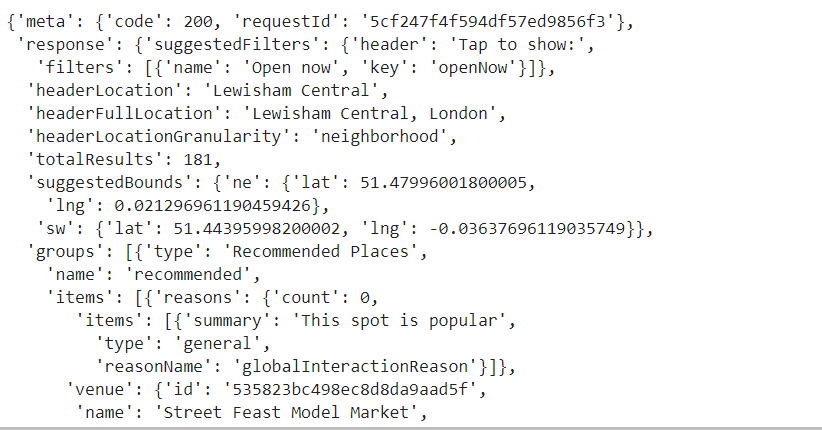 {'meta': {'code': 200, 'requestId': '5cf247f4f594df57ed9856f3'},
'response': {'suggestedFilters': {'header': 'Tap to show:',
'filters': [{'name': 'Open now', 'key': 'openNow'}]},
'headerLocation': 'Lewisham Central',
'headerFullLocation': 'Lewisham Central, London',
'headerLocationGranularity': 'neighborhood',
'totalResults': 181,
'suggestedBounds': {'ne': {'lat': 51.47996001800005,
'lng': 0.021296961190459426},
'sw': {'lat': 51.44395998200002, 'lng': -0.03637696119035749}},
'groups': [{'type': 'Recommended Places',
'name': 'recommended',
'items': [{'reasons': {'count': 0,
'items': [{'summary': 'This spot is popular',
'type': 'general',
'reasonName': 'globalInteractionReason'}]},
'venue': {'id': '535823bc498ec8d8da9aad5f',
'name': 'Street Feast Model Market',